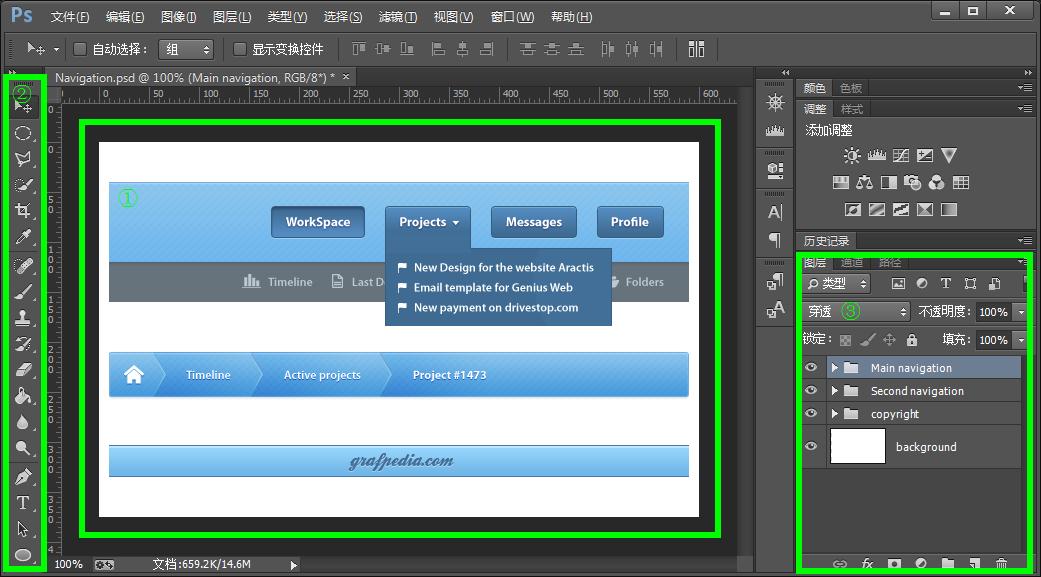 Ps 文件(F) 编辑(E) 图像(I) 图层(L) 类型(Y) 选择(S) 滤镜(T) 视图(V) 窗口(W) 帮助(H)
自动选择： 组 显示变换控件
Navigation.psd @ 100% (Main navigation, RGB/8*) * ×
0 50 100 150 200 250 300 350 400 450 500 550 600
②
①
WorkSpace Projects Messages Profile
New Design for the website Aractis
Timeline Last D Folders
Email template for Genius Web
New payment on drivestop.com
Timeline Active projects Project #1473
grafpedia.com
100% 文档:659.2K/14.6M
颜色 色板
调整 样式
添加调整
历史记录
图层 通道 路径
类型 T
穿透 ③ 不透明度： 100%
锁定： 填充： 100%
Main navigation
Second navigation
copyright
background
fx